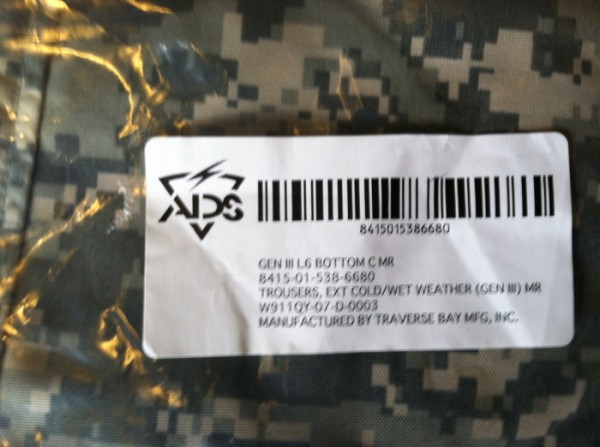 ADS
8415015386680
GEN III L6 BOTTOM C MR
8415-01-538-6680
TROUSERS, EXT COLD/WET WEATHER (GEN III) MR
W911QY-07-D-0003
MANUFACTURED BY TRAVERSE BAY MFG, INC.